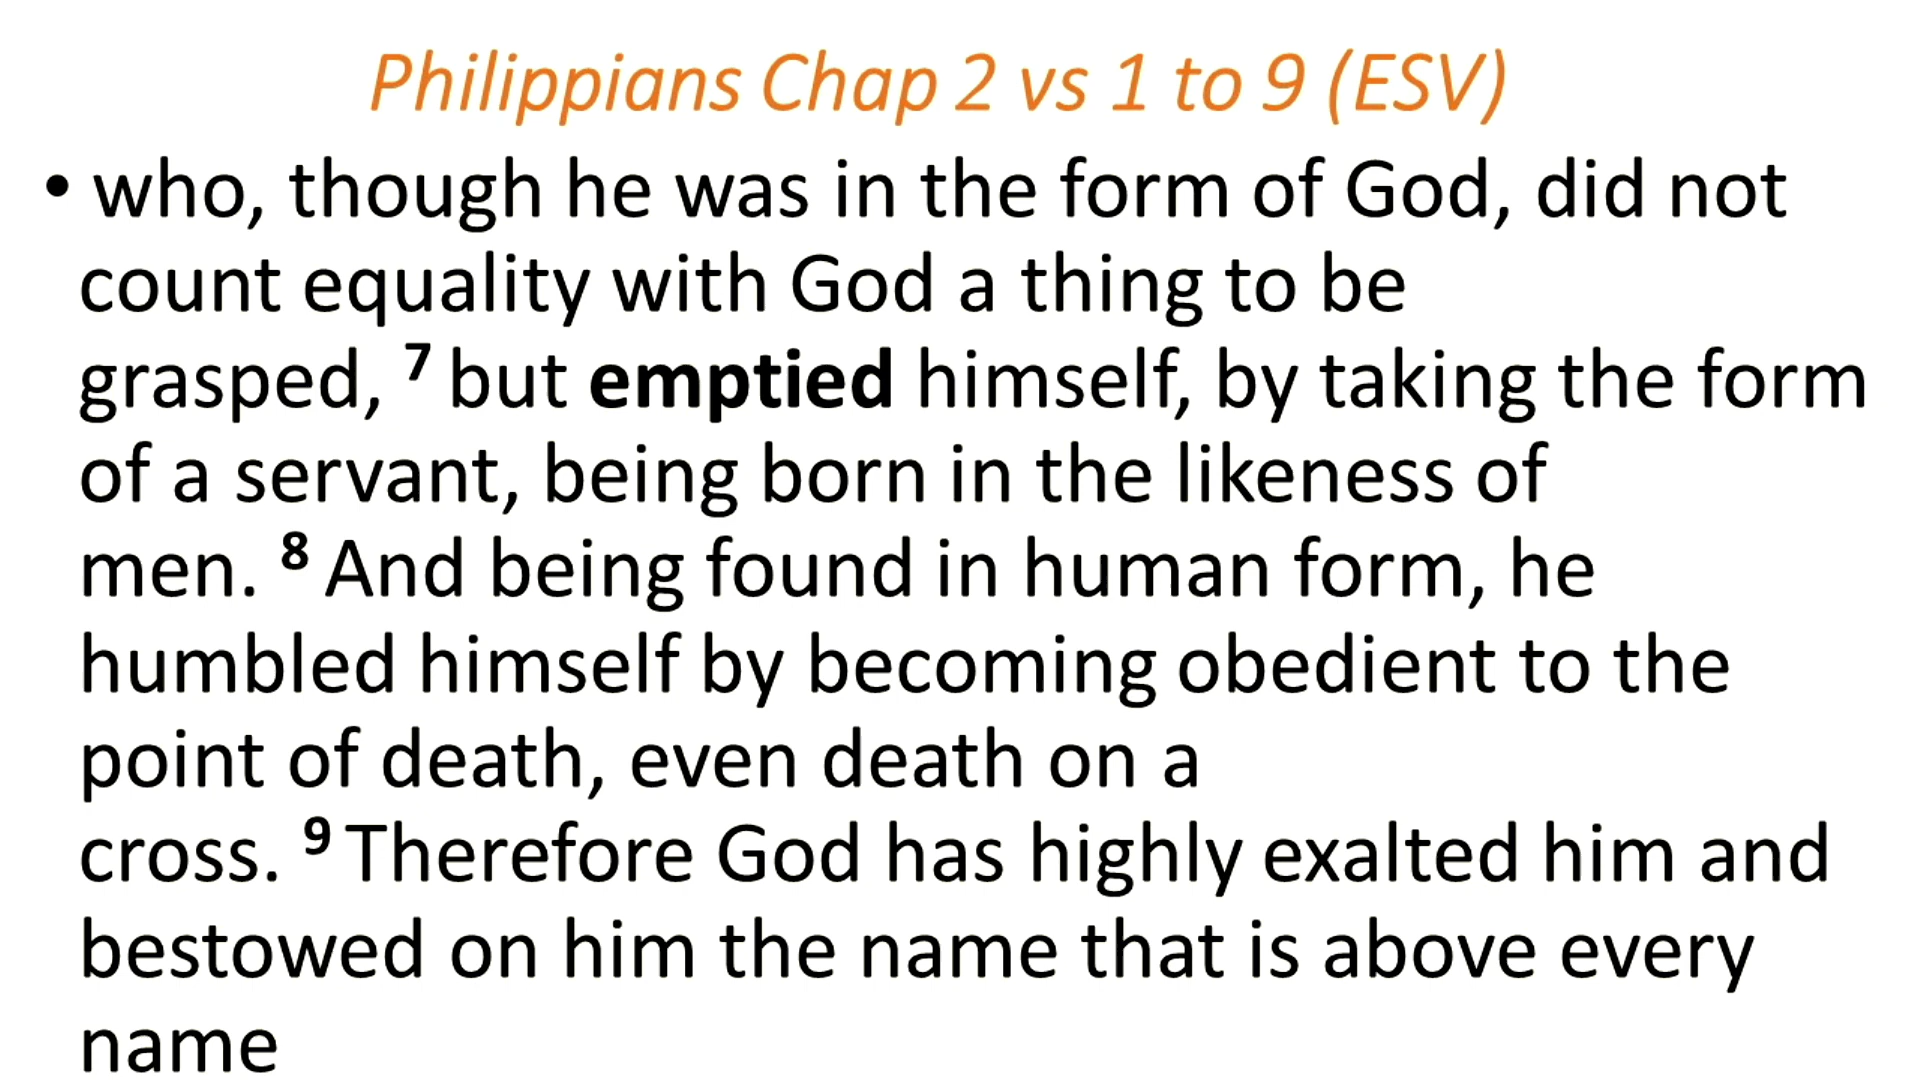 Philippians Chap 2 vs 1 to 9 (ESV)
• who, though he was in the form of God, did not
count equality with God a thing to be
grasped, ⁷ but emptied himself, by taking the form
of a servant, being born in the likeness of
men. ⁸ And being found in human form, he
humbled himself by becoming obedient to the
point of death, even death on a
cross. ⁹ Therefore God has highly exalted him and
bestowed on him the name that is above every
name